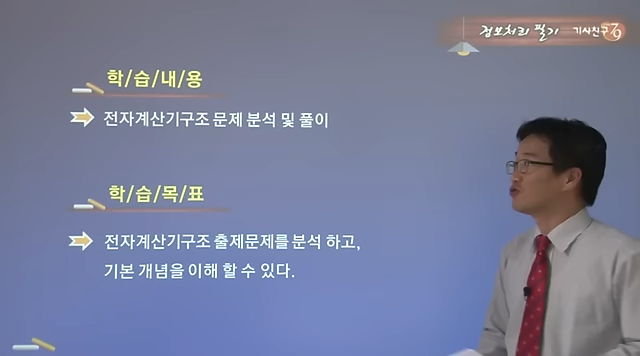 정보처리 필기 기사친구 79
학/습/내/용
전자계산기구조 문제 분석 및 풀이
학/습/목/표
전자계산기구조 출제문제를 분석 하고,
기본 개념을 이해 할 수 있다.